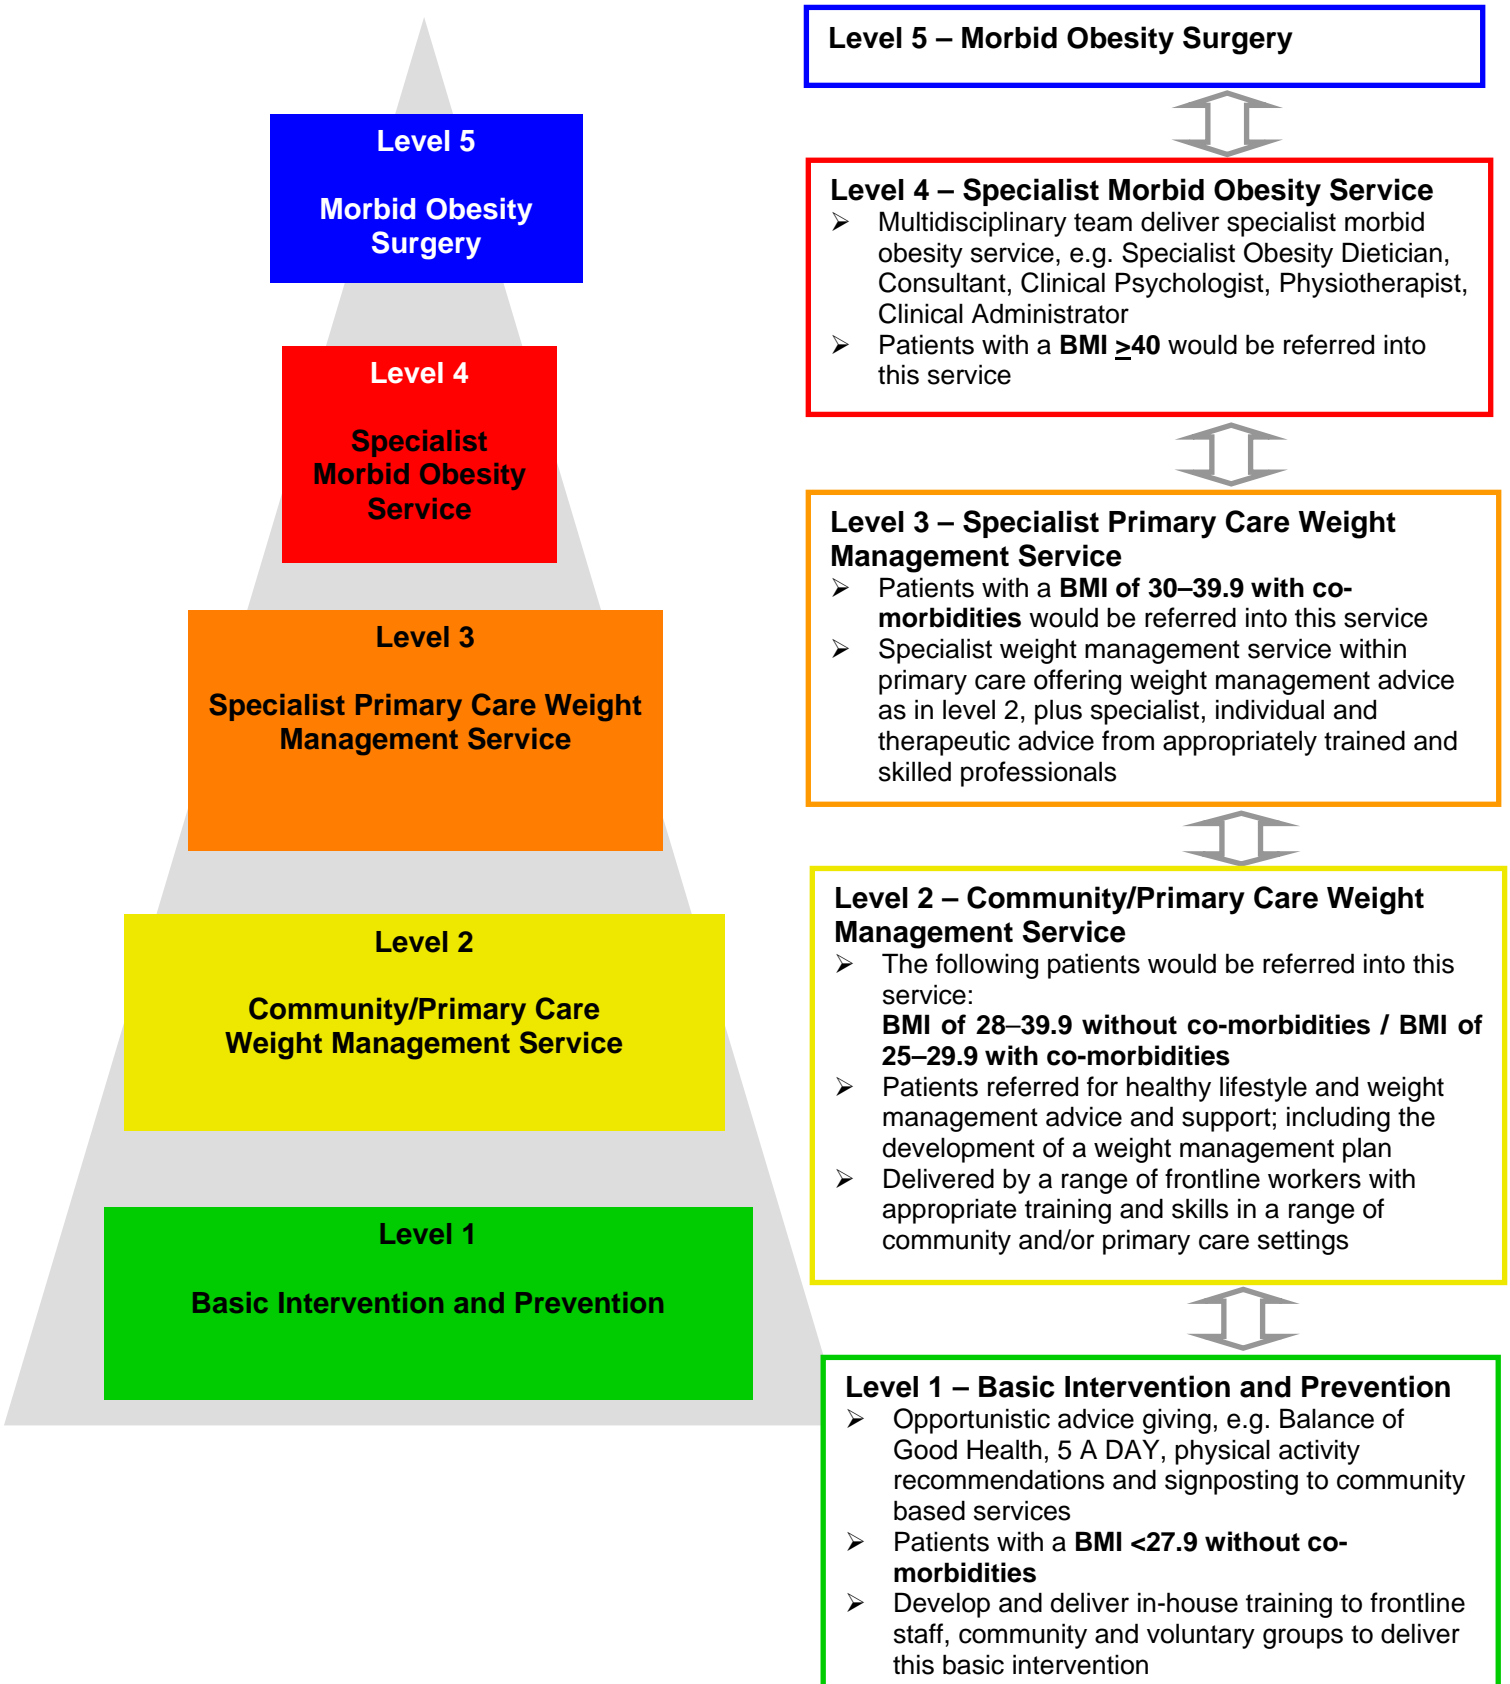 Level 5
Morbid Obesity
Surgery
Level 4
Specialist
Morbid Obesity
Service
Level 3
Specialist Primary Care Weight
Management Service
Level 2
Community/Primary Care
Weight Management Service
Level 1
Basic Intervention and Prevention
Level 5 – Morbid Obesity Surgery
Level 4 – Specialist Morbid Obesity Service
➢ Multidisciplinary team deliver specialist morbid
obesity service, e.g. Specialist Obesity Dietician,
Consultant, Clinical Psychologist, Physiotherapist,
Clinical Administrator
➢ Patients with a BMI ≥40 would be referred into
this service
Level 3 – Specialist Primary Care Weight
Management Service
➢ Patients with a BMI of 30–39.9 with co-
morbidities would be referred into this service
➢ Specialist weight management service within
primary care offering weight management advice
as in level 2, plus specialist, individual and
therapeutic advice from appropriately trained and
skilled professionals
Level 2 – Community/Primary Care Weight
Management Service
➢ The following patients would be referred into this
service:
BMI of 28–39.9 without co-morbidities / BMI of
25–29.9 with co-morbidities
➢ Patients referred for healthy lifestyle and weight
management advice and support; including the
development of a weight management plan
➢ Delivered by a range of frontline workers with
appropriate training and skills in a range of
community and/or primary care settings
Level 1 – Basic Intervention and Prevention
➢ Opportunistic advice giving, e.g. Balance of
Good Health, 5 A DAY, physical activity
recommendations and signposting to community
based services
➢ Patients with a BMI <27.9 without co-
morbidities
➢ Develop and deliver in-house training to frontline
staff, community and voluntary groups to deliver
this basic intervention